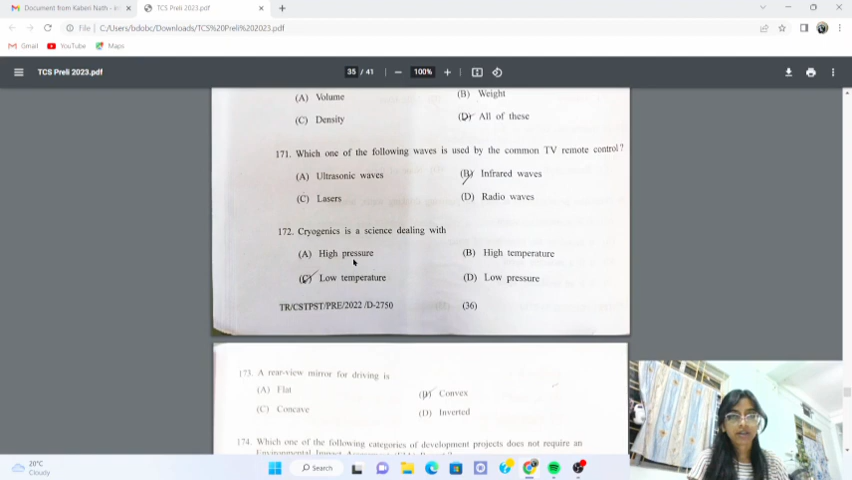 Document from Kaberi Nath - in
TCS Preli 2023.pdf
File | C:/Users/bdobc/Downloads/TCS%20Preli%202023.pdf
Gmail YouTube Maps
TCS Preli 2023.pdf
35 / 41
100%
(A) Volume (B) Weight
(C) Density (D) All of these
171. Which one of the following waves is used by the common TV remote control?
(A) Ultrasonic waves (B) Infrared waves
(C) Lasers (D) Radio waves
172. Cryogenics is a science dealing with
(A) High pressure (B) High temperature
(C) Low temperature (D) Low pressure
TR/CSTPST/PRE/2022 /D-2750 (36)
173. A rear-view mirror for driving is
(A) Flat (B) Convex
(C) Concave (D) Inverted
174. Which one of the following categories of development projects does not require an
Environmental Impact
20°C
Cloudy
Search